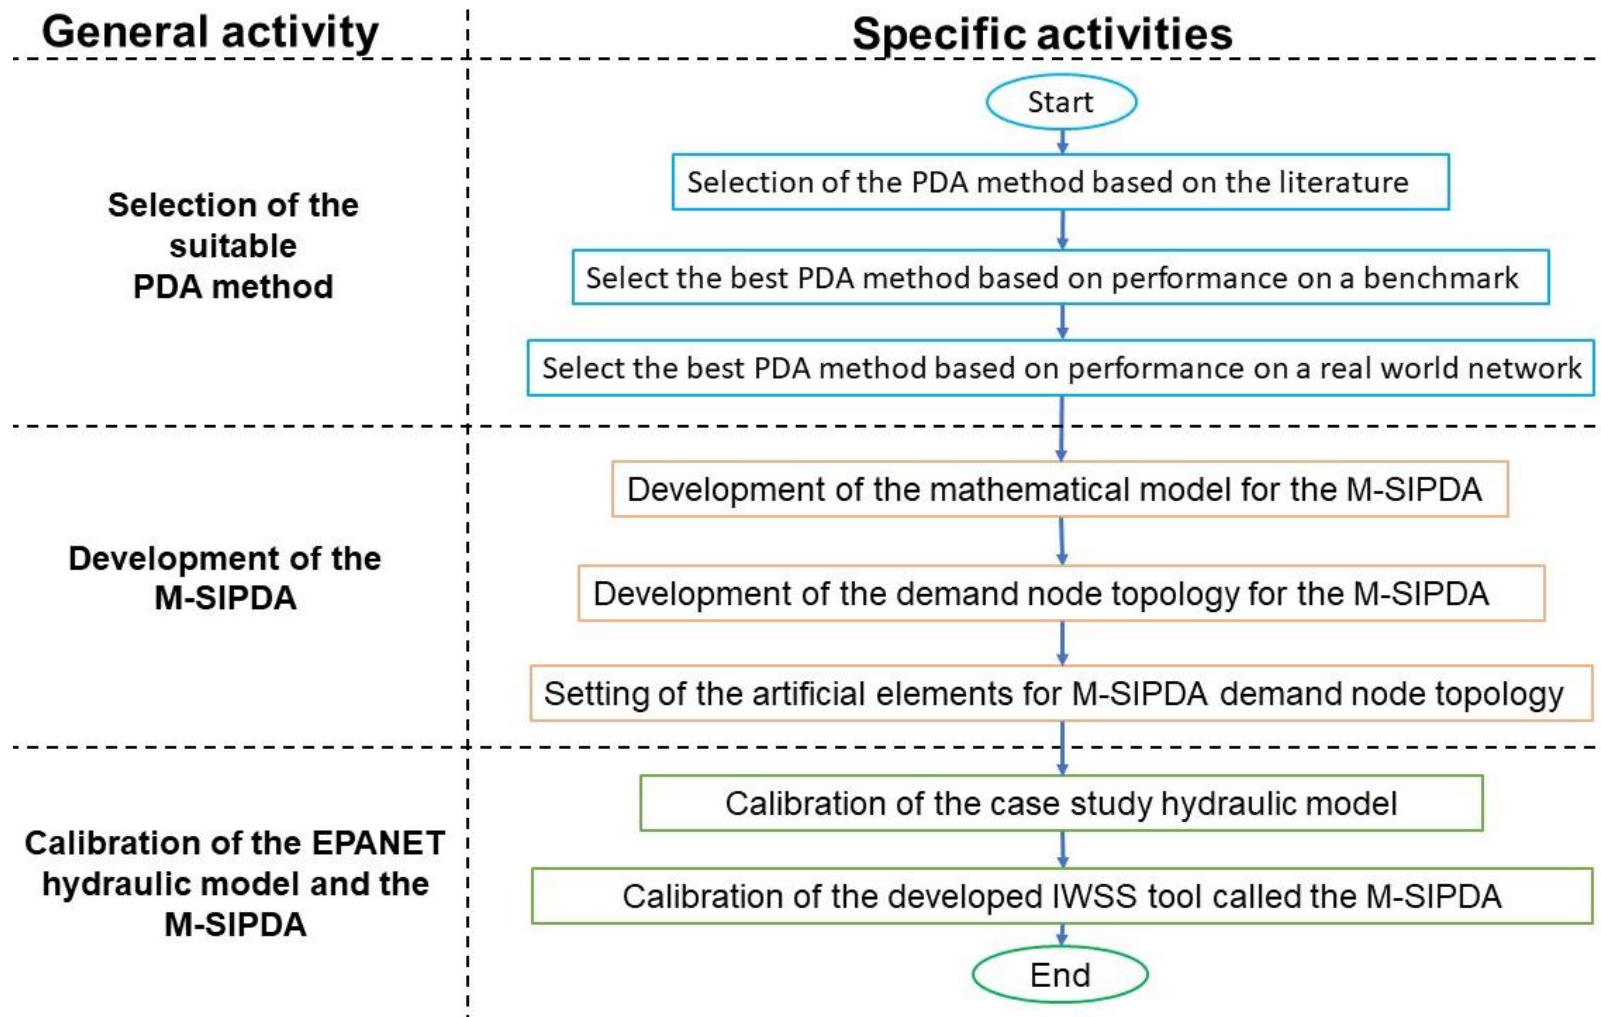 General activity
Specific activities
Start
Selection of the
suitable
PDA method
Selection of the PDA method based on the literature
Select the best PDA method based on performance on a benchmark
Select the best PDA method based on performance on a real world network
Development of the
M-SIPDA
Development of the mathematical model for the M-SIPDA
Development of the demand node topology for the M-SIPDA
Setting of the artificial elements for M-SIPDA demand node topology
Calibration of the EPANET
hydraulic model and the
M-SIPDA
Calibration of the case study hydraulic model
Calibration of the developed IWSS tool called the M-SIPDA
End